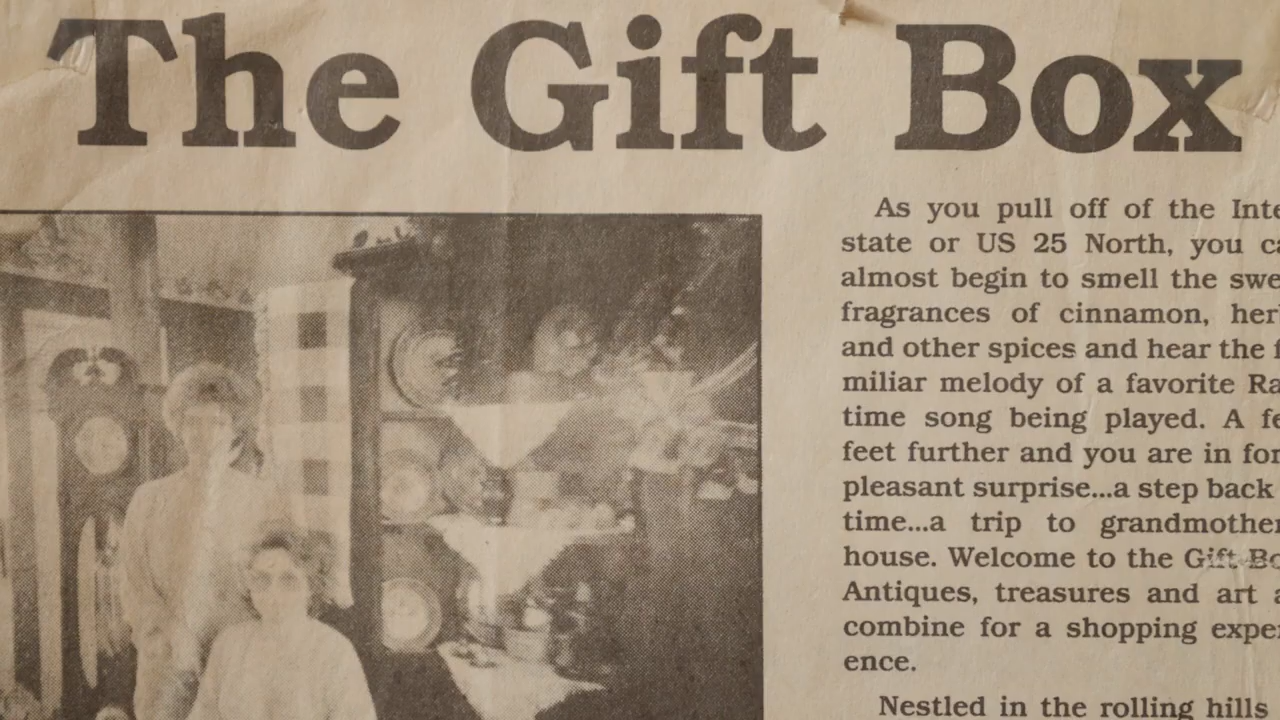 The Gift Box
As you pull off of the Inte
state or US 25 North, you ca
almost begin to smell the swe
fragrances of cinnamon, her
and other spices and hear the f
miliar melody of a favorite Ra
time song being played. A fe
feet further and you are in for
pleasant surprise...a step back
time...a trip to grandmother
house. Welcome to the Gift Bo
Antiques, treasures and art a
combine for a shopping exper
ence.
Nestled in the rolling hills